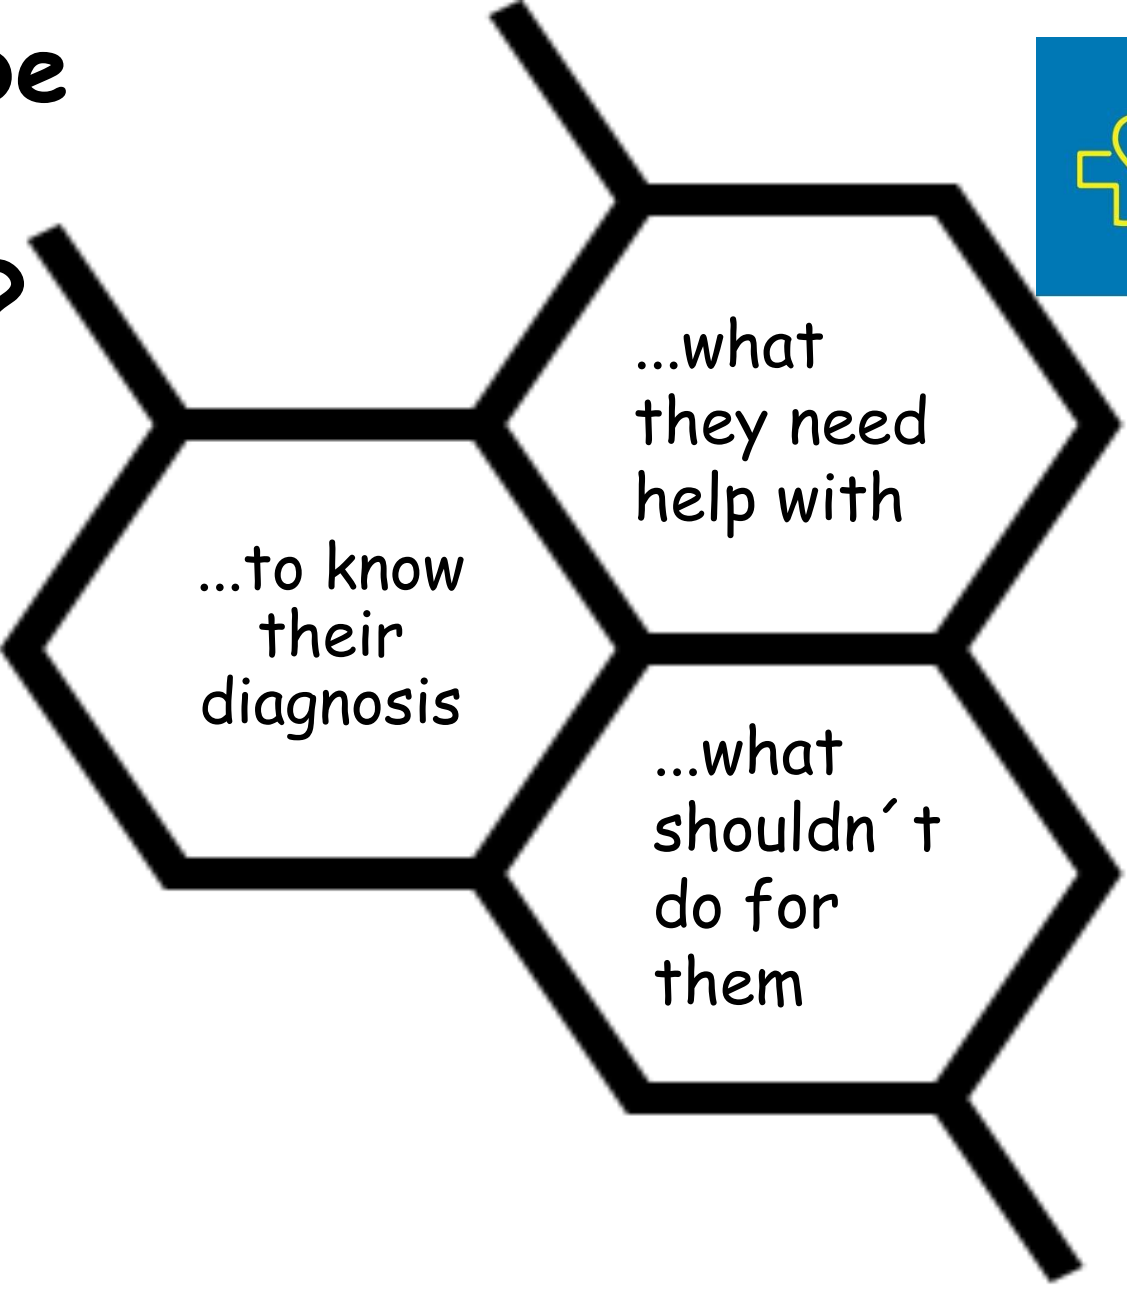 ...what
they need
help with
...to know
their
diagnosis
...what
shouldn´t
do for
them